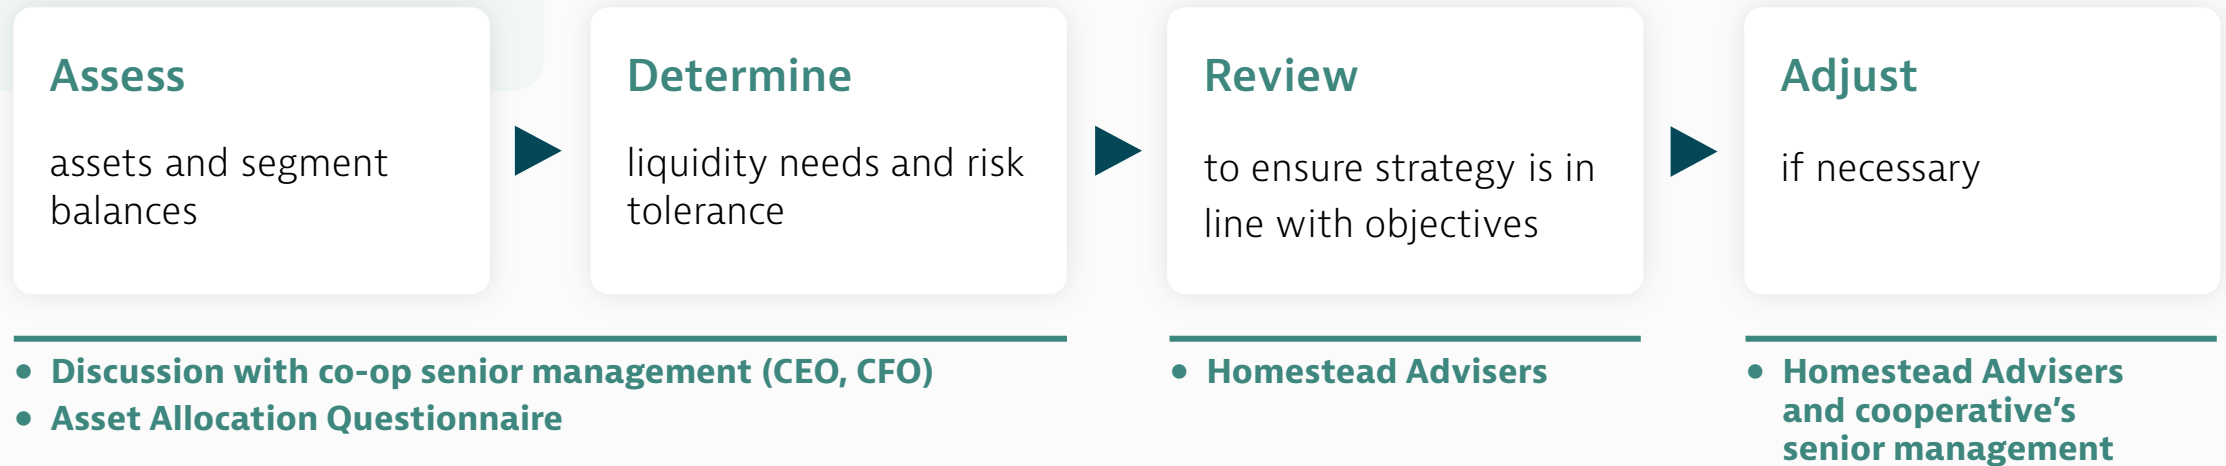 Assess
assets and segment
balances
Determine
liquidity needs and risk
tolerance
Review
to ensure strategy is in
line with objectives
Adjust
if necessary
• Discussion with co-op senior management (CEO, CFO)
• Asset Allocation Questionnaire
• Homestead Advisers
• Homestead Advisers
and cooperative’s
senior management